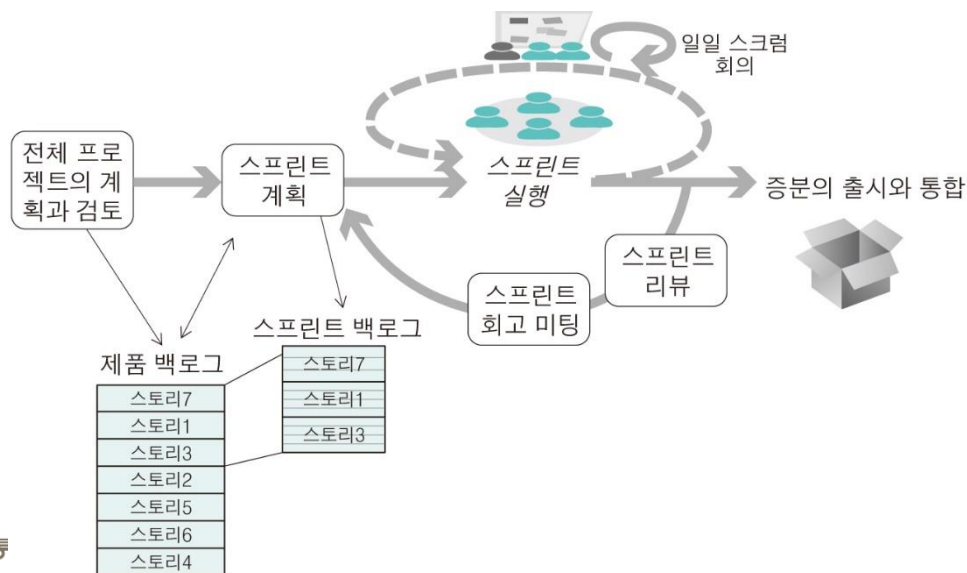 일일 스크럼
회의
전체 프로
젝트의 계
획과 검토
스프린트
계획
스프린트
실행
증분의 출시와 통합
스프린트
리뷰
스프린트
회고 미팅
제품 백로그
스토리7
스토리1
스토리3
스토리2
스토리5
스토리6
스토리4
스프린트 백로그
스토리7
스토리1
스토리3